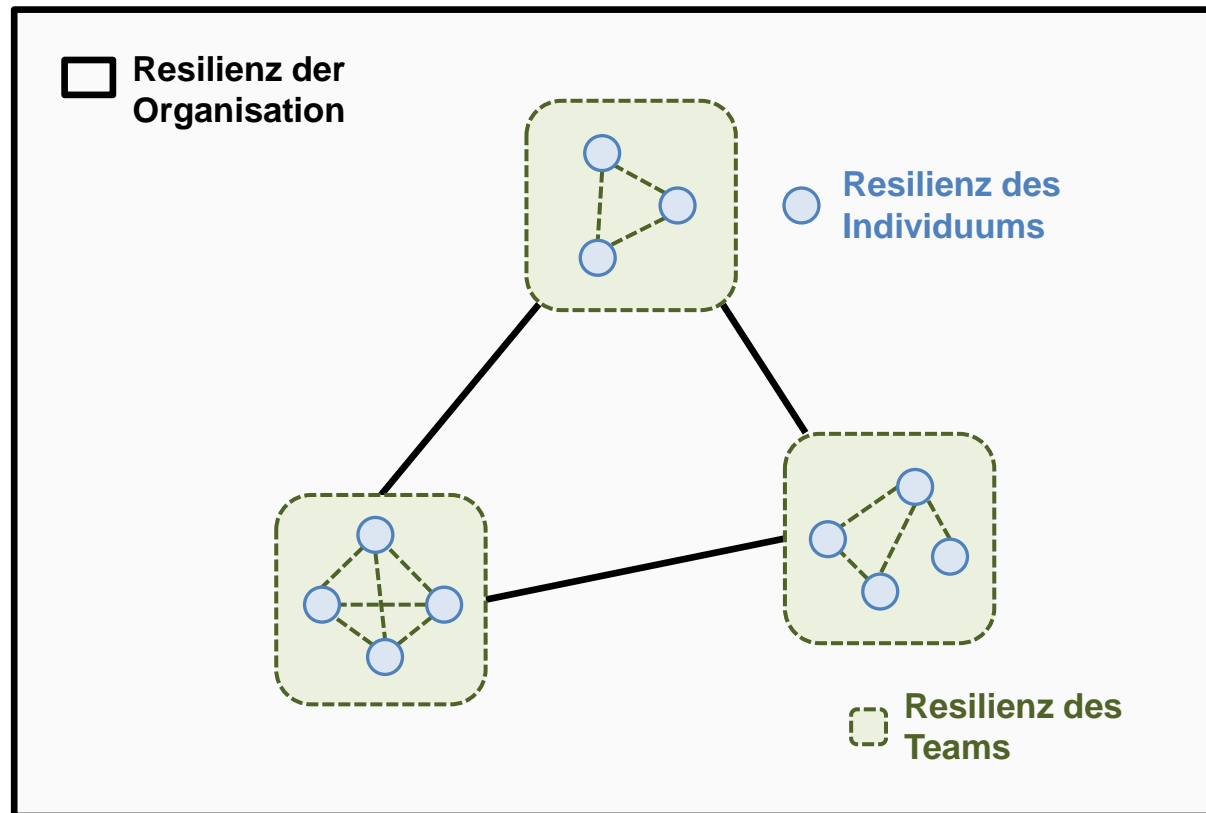 Resilienz der
Organisation
Resilienz des
Individuums
Resilienz des
Teams